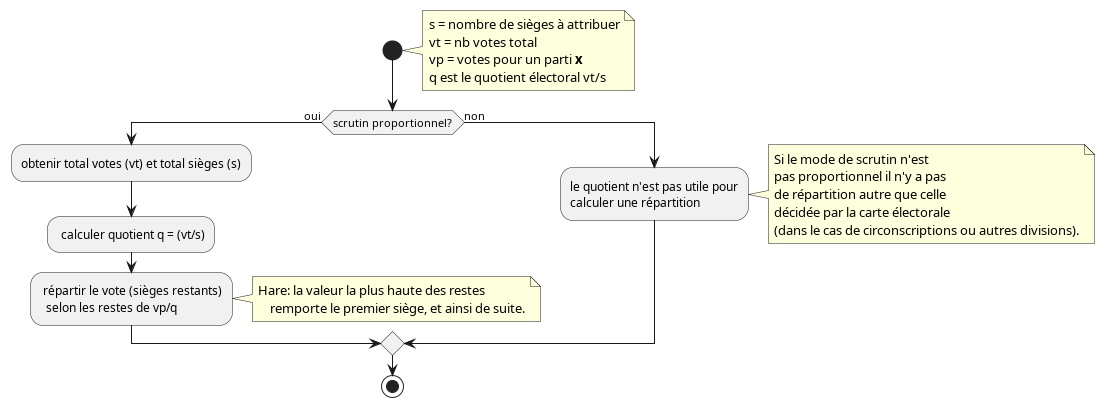 s = nombre de sièges à attribuer
vt = nb votes total
vp = votes pour un parti x
q est le quotient électoral vt/s
oui
scrutin proportionnel?
non
obtenir total votes (vt) et total sièges (s)
calculer quotient q = (vt/s)
répartir le vote (sièges restants)
selon les restes de vp/q
Hare: la valeur la plus haute des restes
remporte le premier siège, et ainsi de suite.
le quotient n'est pas utile pour
calculer une répartition
Si le mode de scrutin n'est
pas proportionnel il n'y a pas
de répartition autre que celle
décidée par la carte électorale
(dans le cas de circonscriptions ou autres divisions).